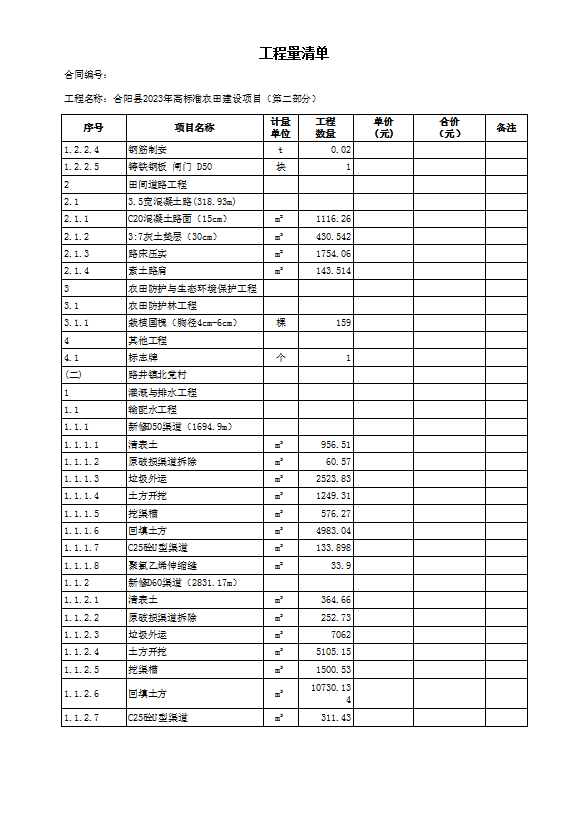 工程量清单
合同编号：
工程名称：合阳县2023年高标准农田建设项目（第二部分）
序号 项目名称 计量单位 工程数量 单价(元) 合价（元） 备注
1.2.2.4 钢筋制安 t 0.02
1.2.2.5 铸铁钢板 闸门 D50 块 1
2 田间道路工程
2.1 3.5宽混凝土路(318.93m)
2.1.1 C20混凝土路面（15cm） m² 1116.26
2.1.2 3:7灰土垫层（30cm） m³ 430.542
2.1.3 路床压实 m² 1754.06
2.1.4 素土路肩 m³ 143.514
3 农田防护与生态环境保护工程
3.1 农田防护林工程
3.1.1 栽植国槐（胸径4cm-6cm） 棵 159
4 其他工程
4.1 标志牌 个 1
(二) 路井镇北党村
1 灌溉与排水工程
1.1 输配水工程
1.1.1 新修D50渠道（1694.9m）
1.1.1.1 清表土 m³ 956.51
1.1.1.2 原破损渠道拆除 m³ 60.57
1.1.1.3 垃圾外运 m³ 2523.83
1.1.1.4 土方开挖 m³ 1249.31
1.1.1.5 挖渠槽 m³ 576.27
1.1.1.6 回填土方 m³ 4983.04
1.1.1.7 C25砼U型渠道 m³ 133.898
1.1.1.8 聚氯乙烯伸缩缝 m² 33.9
1.1.2 新修D60渠道（2831.17m）
1.1.2.1 清表土 m³ 364.66
1.1.2.2 原破损渠道拆除 m³ 252.73
1.1.2.3 垃圾外运 m³ 7062
1.1.2.4 土方开挖 m³ 5105.15
1.1.2.5 挖渠槽 m³ 1500.53
1.1.2.6 回填土方 m³ 10730.134
1.1.2.7 C25砼U型渠道 m³ 311.43